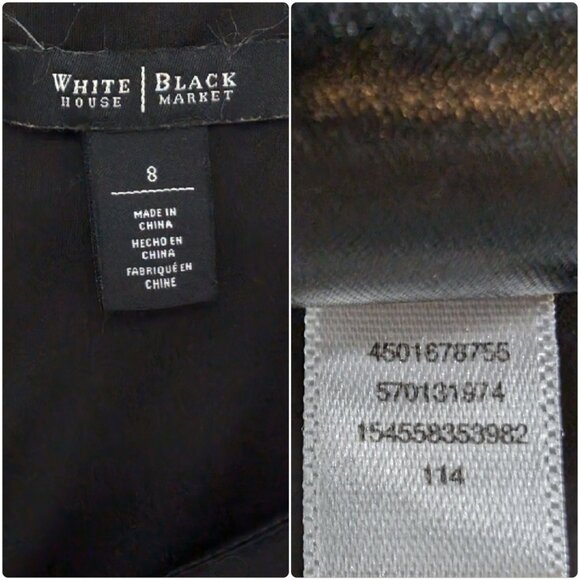 WHITE | BLACK
HOUSE | MARKET
8
MADE IN
CHINA
HECHO EN
CHINA
FABRIQUÉ EN
CHINE
4501678755
570131974
154558353982
114